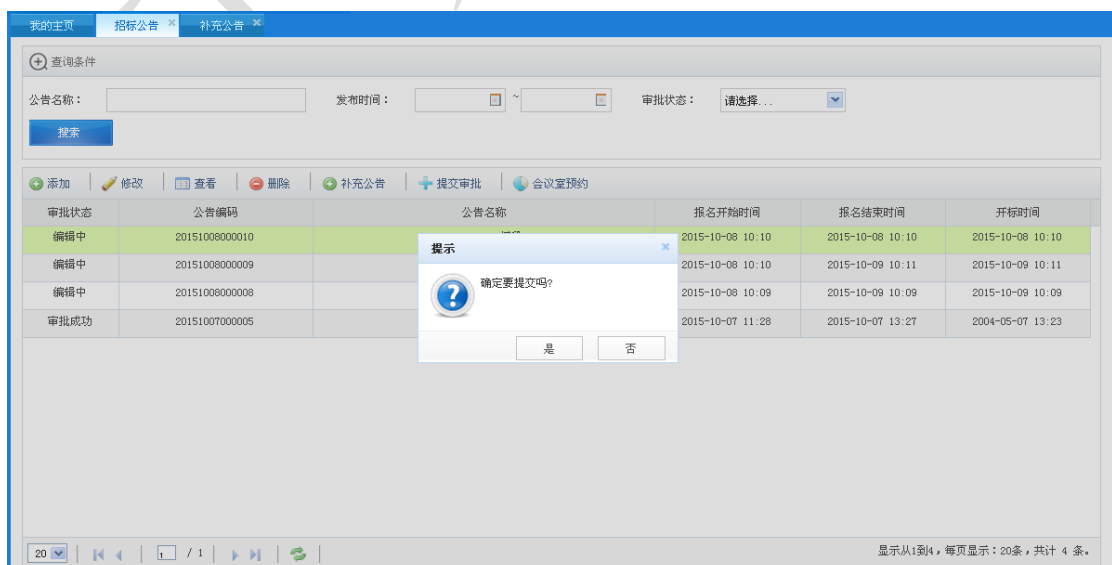 我的主页 招标公告 补充公告
查询条件
公告名称： 发布时间： ~ 审批状态： 请选择...
搜索
添加 修改 查看 删除 补充公告 提交审批 会议室预约
审批状态 公告编码 公告名称 报名开始时间 报名结束时间 开标时间
编辑中 20151008000010 2015-10-08 10:10 2015-10-08 10:10 2015-10-08 10:10
编辑中 20151008000009 2015-10-08 10:10 2015-10-09 10:11 2015-10-09 10:11
编辑中 20151008000008 2015-10-08 10:09 2015-10-09 10:09 2015-10-09 10:09
审批成功 20151007000005 2015-10-07 11:28 2015-10-07 13:27 2004-05-07 13:23
提示
确定要提交吗?
是 否
20 1 / 1 显示从1到4，每页显示：20条，共计 4 条。